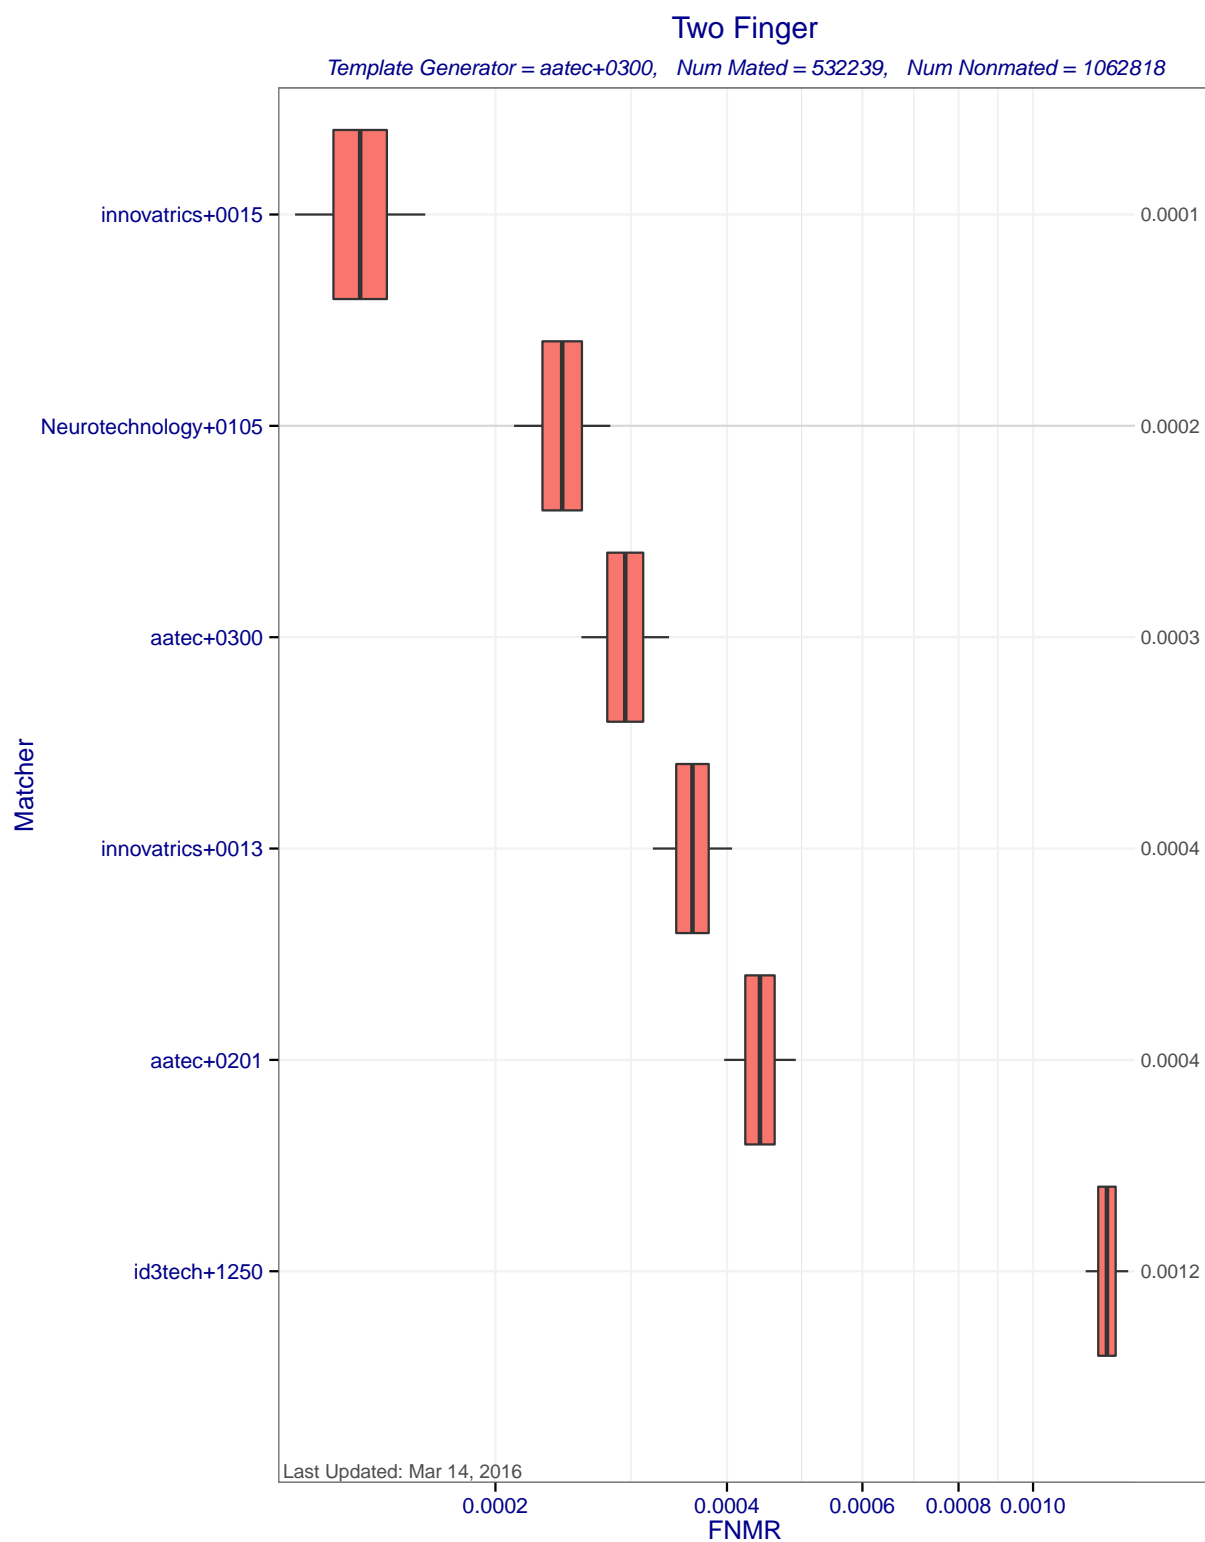 Two Finger
Template Generator = aatec+0300,   Num Mated = 532239,   Num Nonmated = 1062818
innovatrics+0015 0.0001
Neurotechnology+0105 0.0002
aatec+0300 0.0003
Matcher
innovatrics+0013 0.0004
aatec+0201 0.0004
id3tech+1250 0.0012
Last Updated: Mar 14, 2016
0.0002 0.0004 0.0006 0.0008 0.0010
FNMR